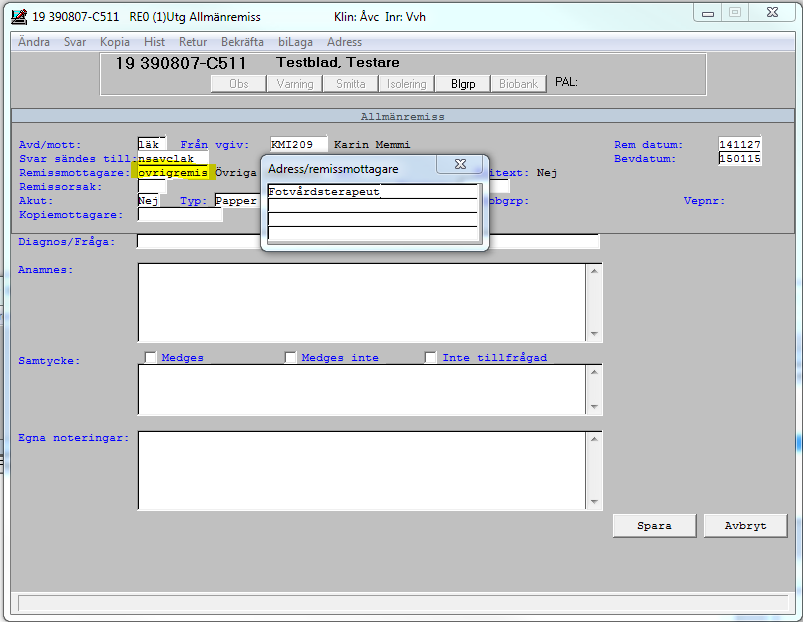 19 390807-C511 RE0 (1)Utg Allmänremiss Klin: Åvc Inr: Vvh
Ändra Svar Kopia Hist Retur Bekräfta biLaga Adress
19 390807-C511 Testblad, Testare
Obs Varning Smitta Isolering Blgrp Biobank PAL:
Allmänremiss
Avd/mott: läk Från vgiv: KMI209 Karin Memmi Rem datum: 141127
Svar sändes till:nsavclak Bevdatum: 150115
Remissmottagare: ovrigremis Övriga itext: Nej
Remissorsak:
Akut: Nej Typ: Papper obgrp: Vepnr:
Kopiemottagare:
Adress/remissmottagare
Fotvårdsterapeut
Diagnos/Fråga:
Anamnes:
Samtycke: Medges Medges inte Inte tillfrågad
Egna noteringar:
Spara Avbryt